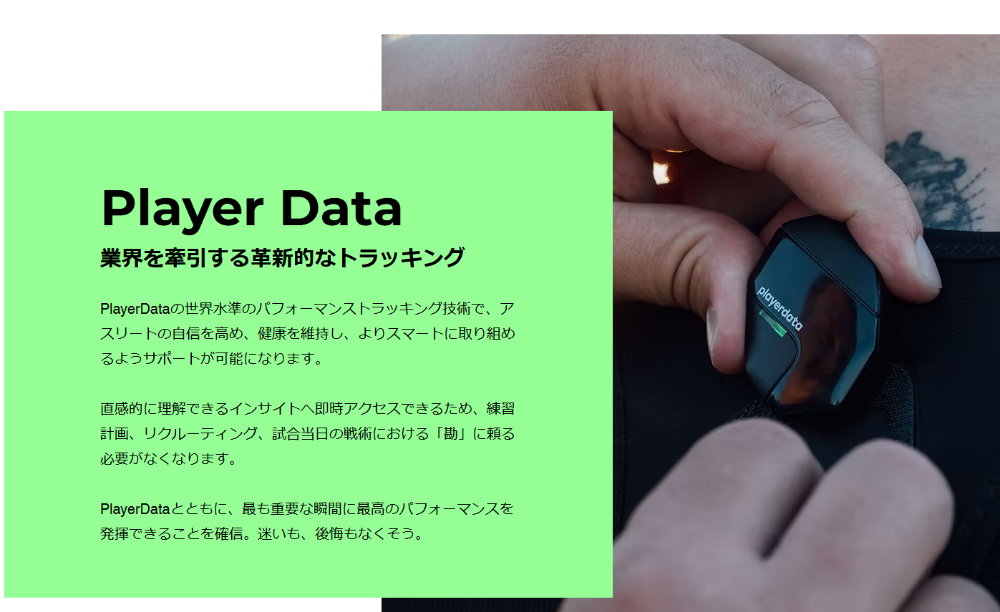 Player Data
業界を牽引する革新的なトラッキング
PlayerDataの世界水準のパフォーマンストラッキング技術で、ア
スリートの自信を高め、健康を維持し、よりスマートに取り組め
るようサポートが可能になります。
直感的に理解できるインサイトへ即時アクセスできるため、練習
計画、リクルーティング、試合当日の戦術における「勘」に頼る
必要がなくなります。
PlayerDataとともに、最も重要な瞬間に最高のパフォーマンスを
発揮できることを確信。迷いも、後悔もなくそう。
playerdata